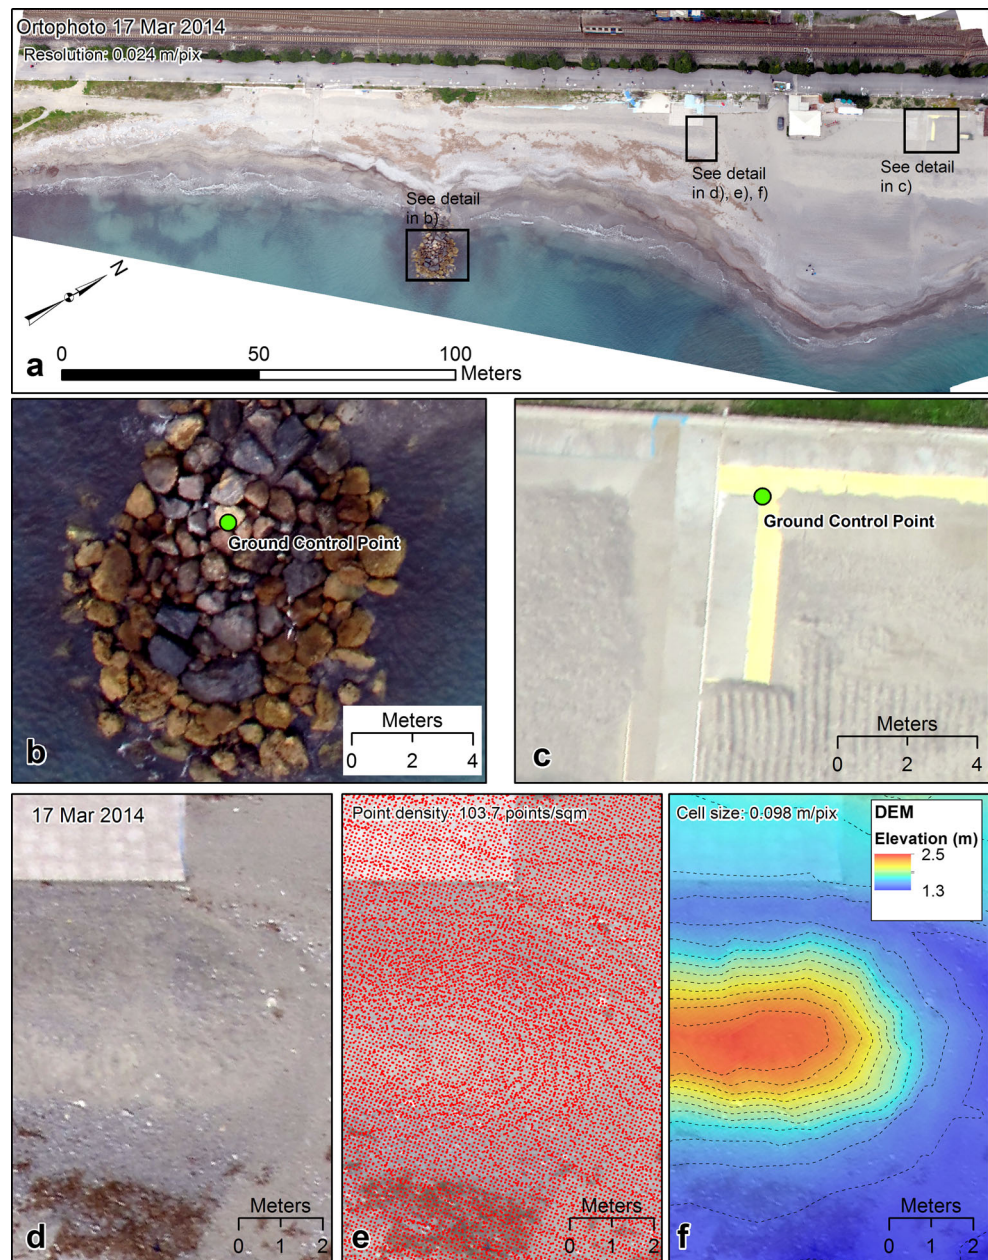 Ortophoto 17 Mar 2014
Resolution: 0.024 m/pix
See detail
in d), e), f)
See detail
in c)
See detail
in b)
N
0 50 100
Meters
a
Ground Control Point
Meters
0 2 4
b
Ground Control Point
Meters
0 2 4
c
17 Mar 2014
Meters
0 1 2
d
Point density: 103.7 points/sqm
Meters
0 1 2
e
Cell size: 0.098 m/pix
DEM
Elevation (m)
2.5
1.3
Meters
0 1 2
f